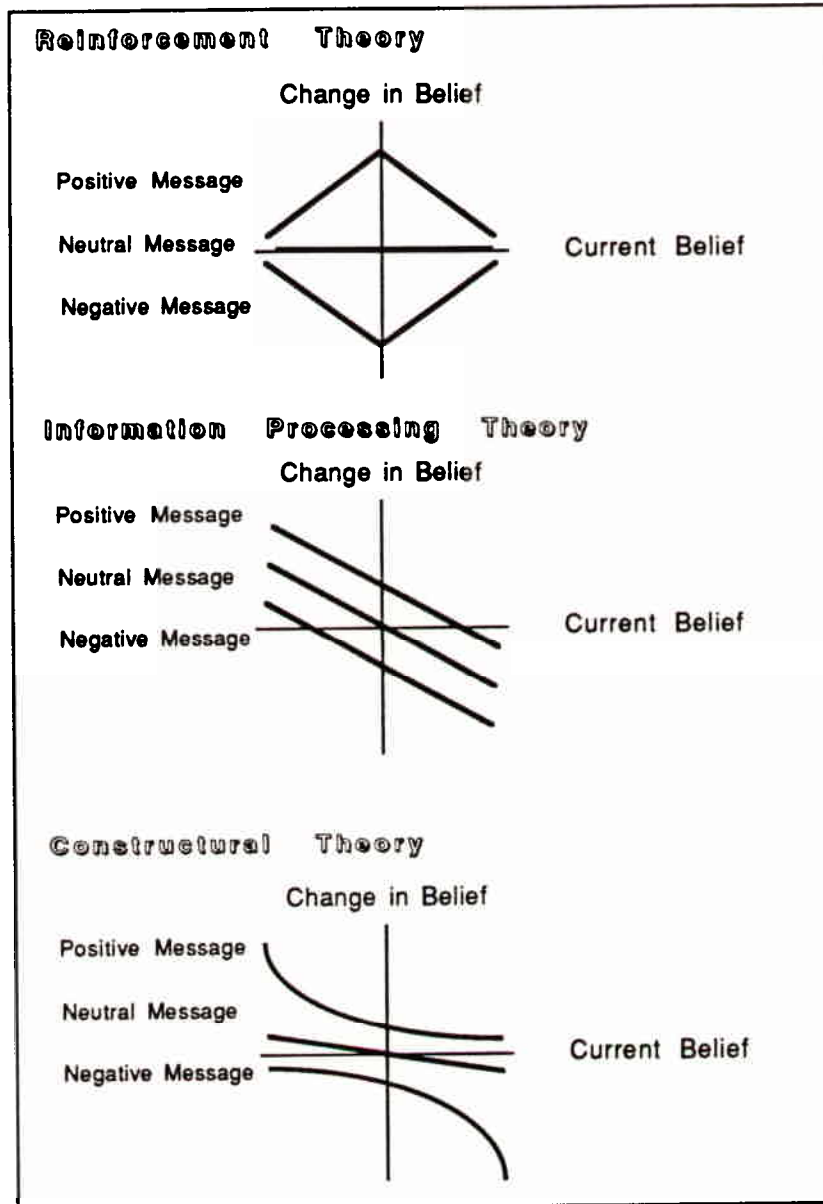 Reinforcement Theory
Change in Belief
Positive Message
Neutral Message
Current Belief
Negative Message
Information Processing Theory
Change in Belief
Positive Message
Neutral Message
Negative Message
Current Belief
Constructural Theory
Change in Belief
Positive Message
Neutral Message
Negative Message
Current Belief